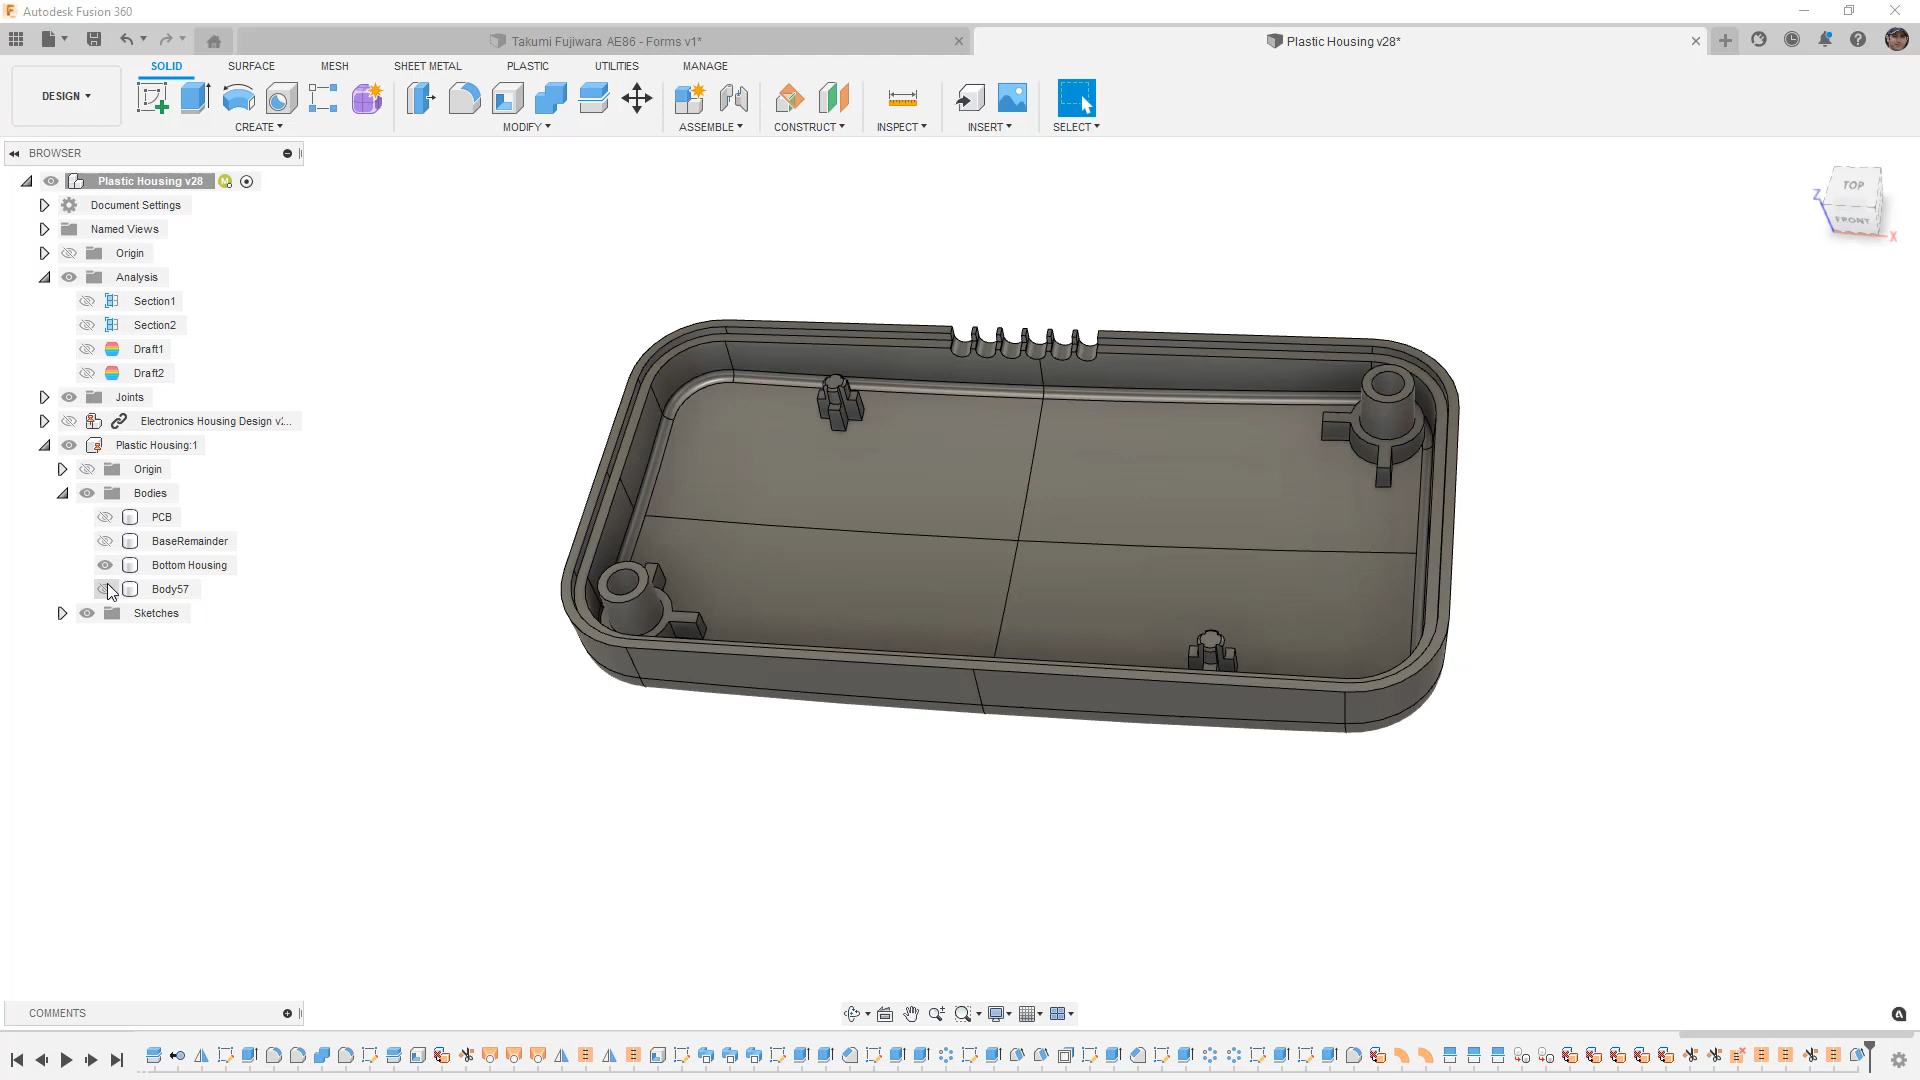 Autodesk Fusion 360
Takumi Fujiwara AE86 - Forms v1*
Plastic Housing v28*
DESIGN
SOLID SURFACE MESH SHEET METAL PLASTIC UTILITIES MANAGE
CREATE MODIFY ASSEMBLE CONSTRUCT INSPECT INSERT SELECT
BROWSER
Plastic Housing v28
Document Settings
Named Views
Origin
Analysis
Section1
Section2
Draft1
Draft2
Joints
Electronics Housing Design v2...
Plastic Housing:1
Origin
Bodies
PCB
BaseRemainder
Bottom Housing
Body57
Sketches
TOP
FRONT
Z
X
COMMENTS